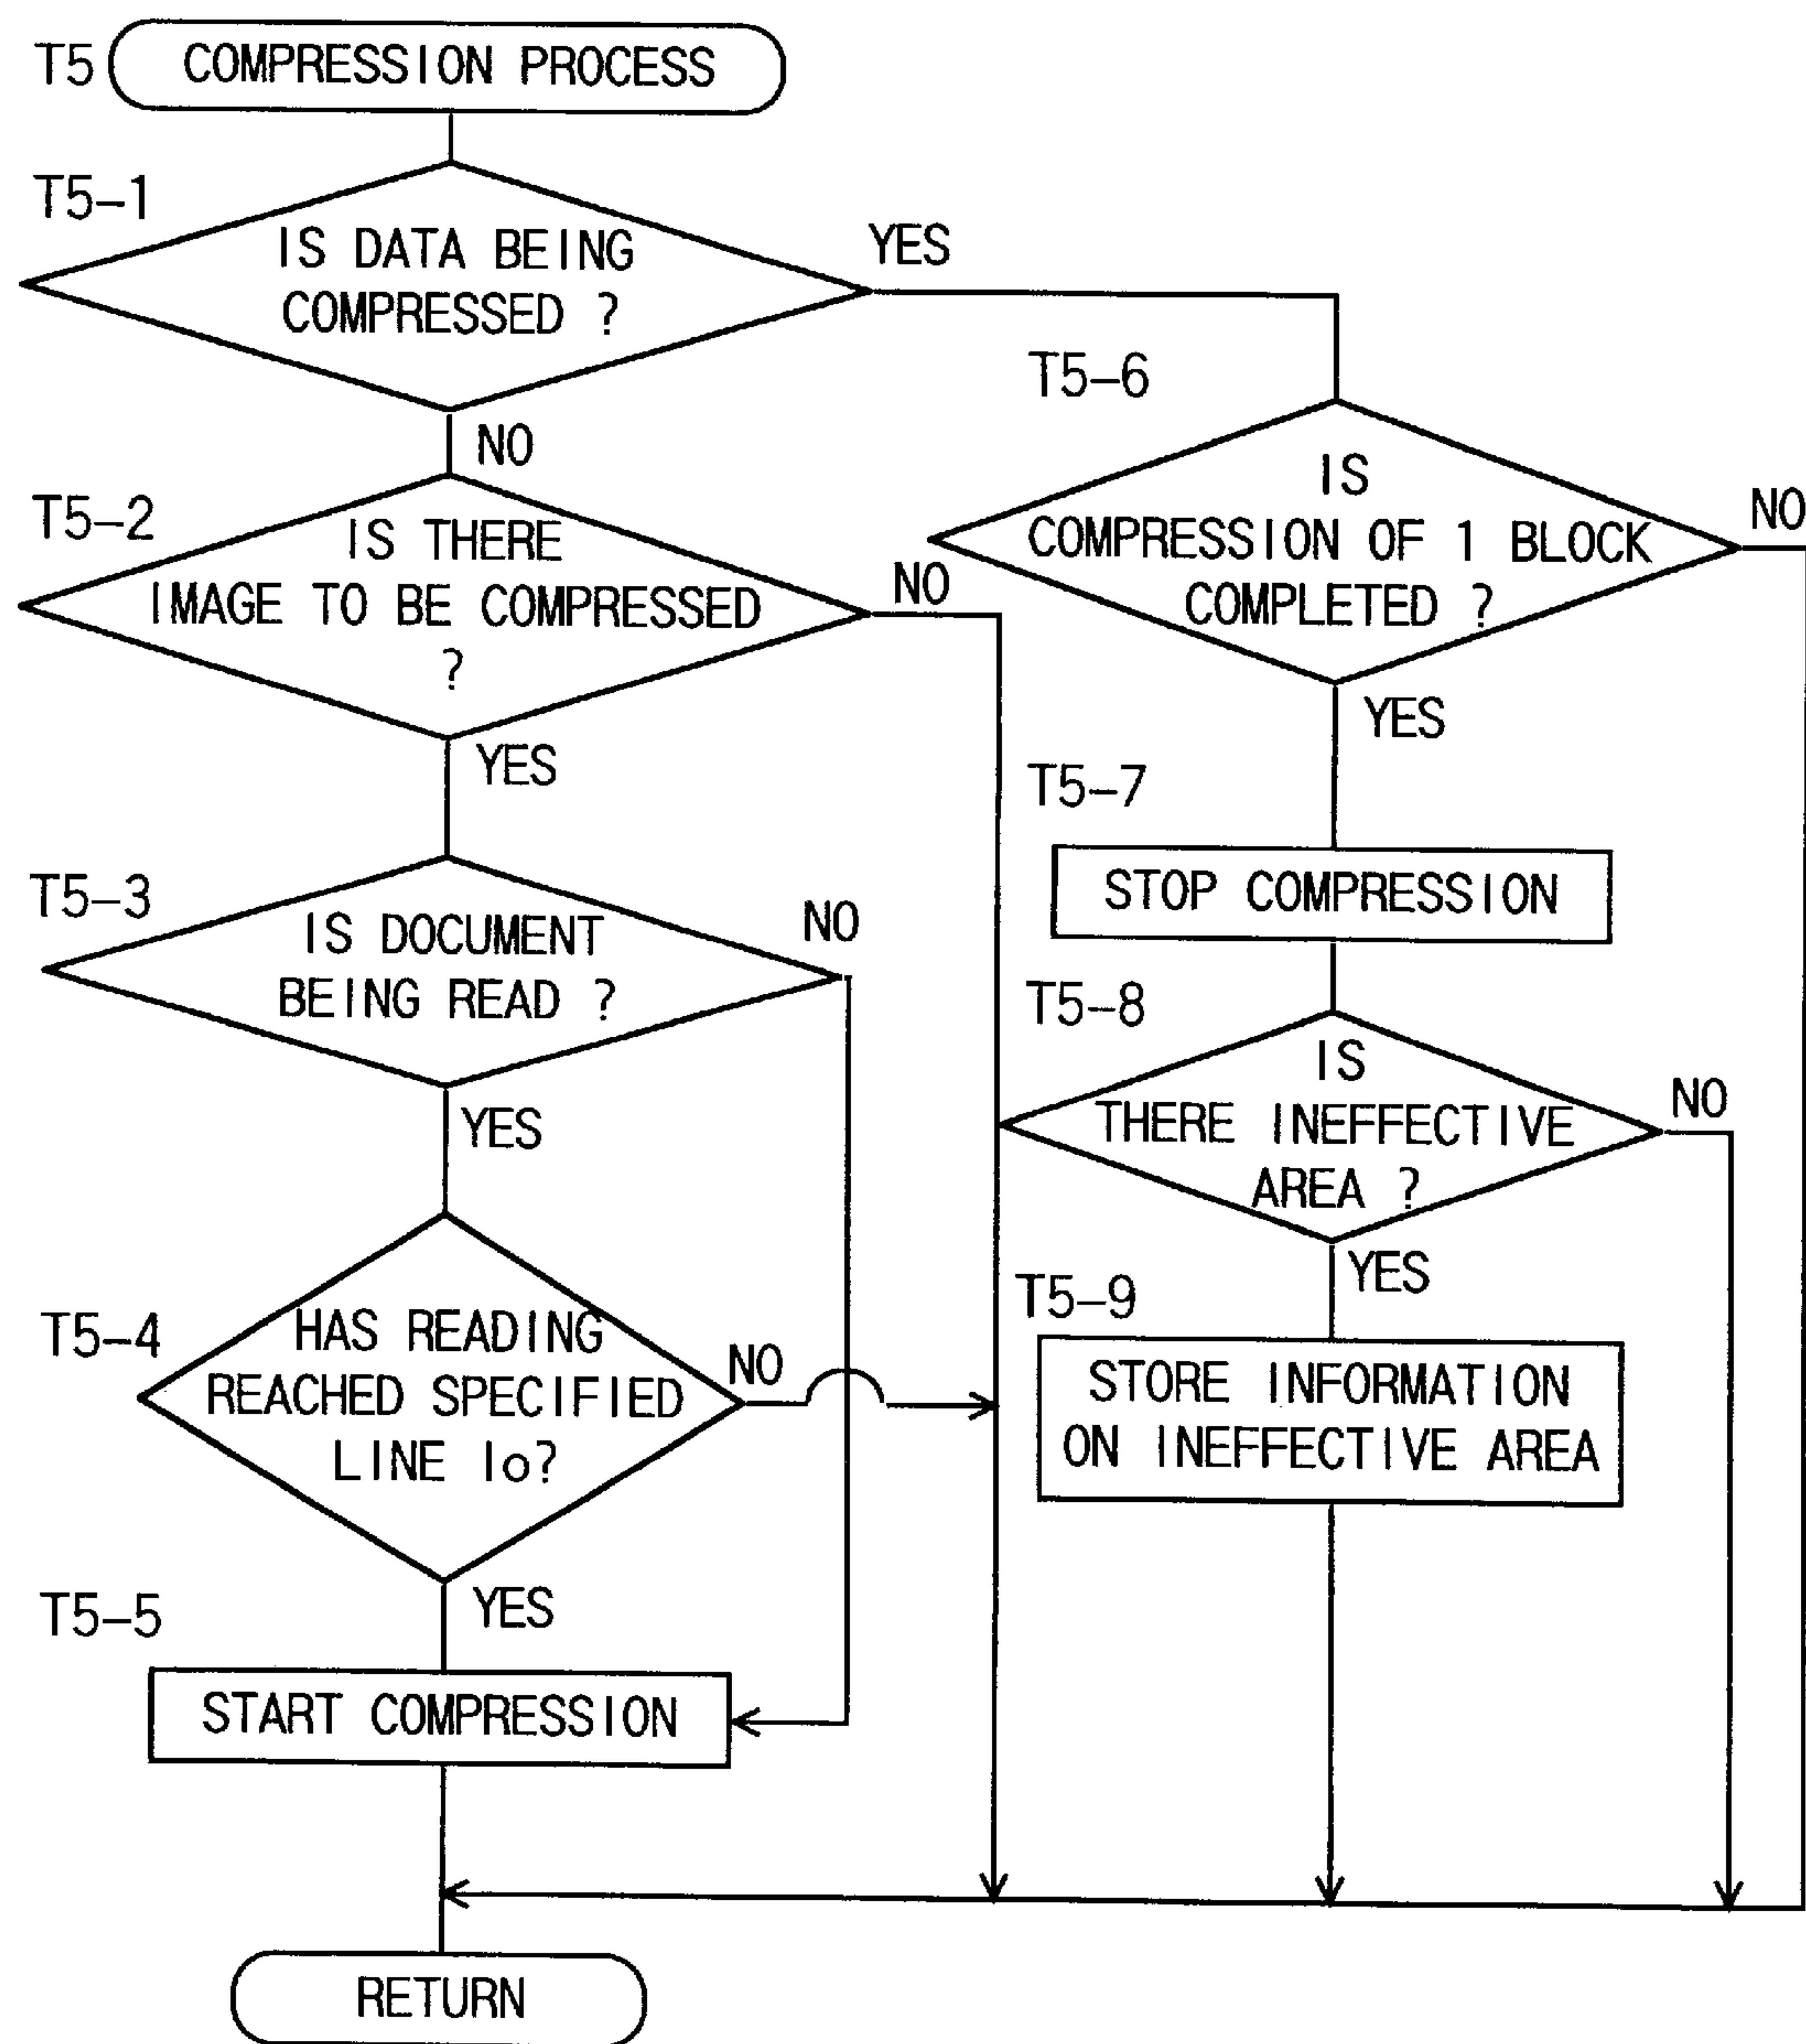 T5 COMPRESSION PROCESS
T5-1
IS DATA BEING
COMPRESSED ?
YES
NO
T5-2
IS THERE
IMAGE TO BE COMPRESSED
?
NO
YES
T5-3
IS DOCUMENT
BEING READ ?
NO
YES
T5-4
HAS READING
REACHED SPECIFIED
LINE lo?
NO
YES
T5-5
START COMPRESSION
T5-6
IS
COMPRESSION OF 1 BLOCK
COMPLETED ?
NO
YES
T5-7
STOP COMPRESSION
T5-8
IS
THERE INEFFECTIVE
AREA ?
NO
YES
T5-9
STORE INFORMATION
ON INEFFECTIVE AREA
RETURN